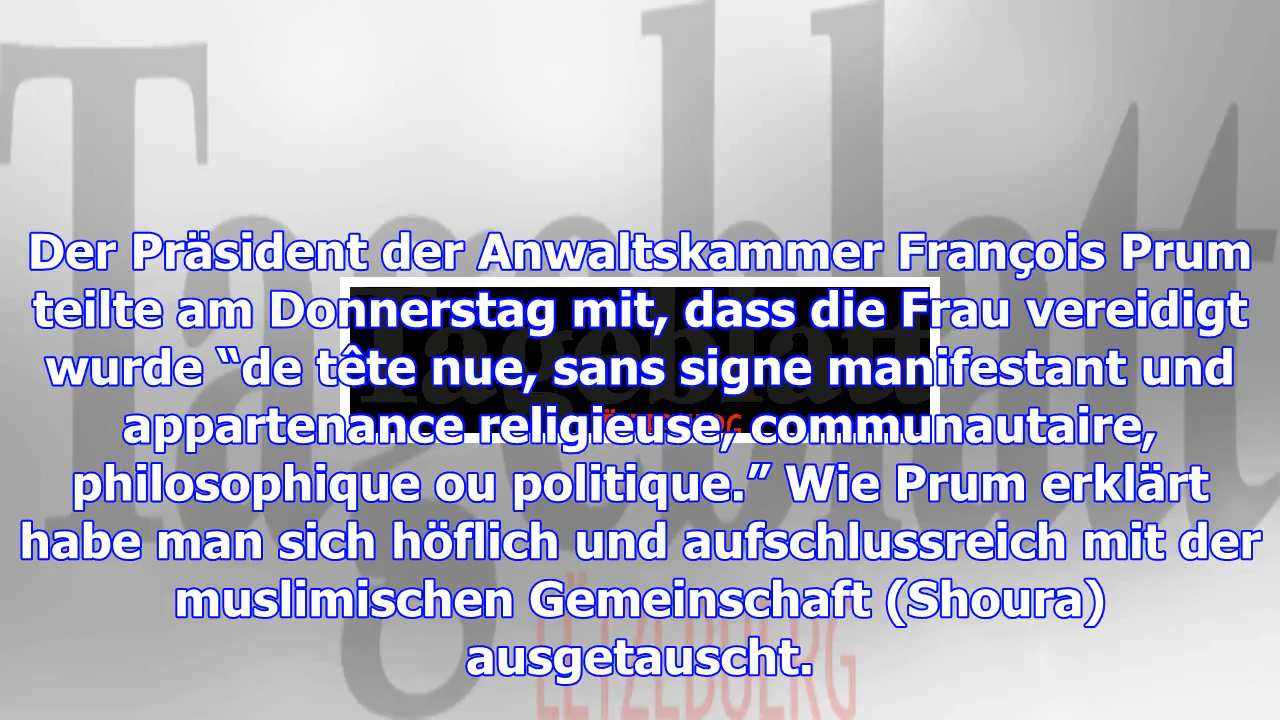 Der Präsident der Anwaltskammer François Prum
teilte am Donnerstag mit, dass die Frau vereidigt
wurde “de tête nue, sans signe manifestant und
appartenance religieuse, communautaire,
philosophique ou politique.” Wie Prum erklärt
habe man sich höflich und aufschlussreich mit der
muslimischen Gemeinschaft (Shoura)
ausgetauscht.
Tageblatt
LËTZEBUERG